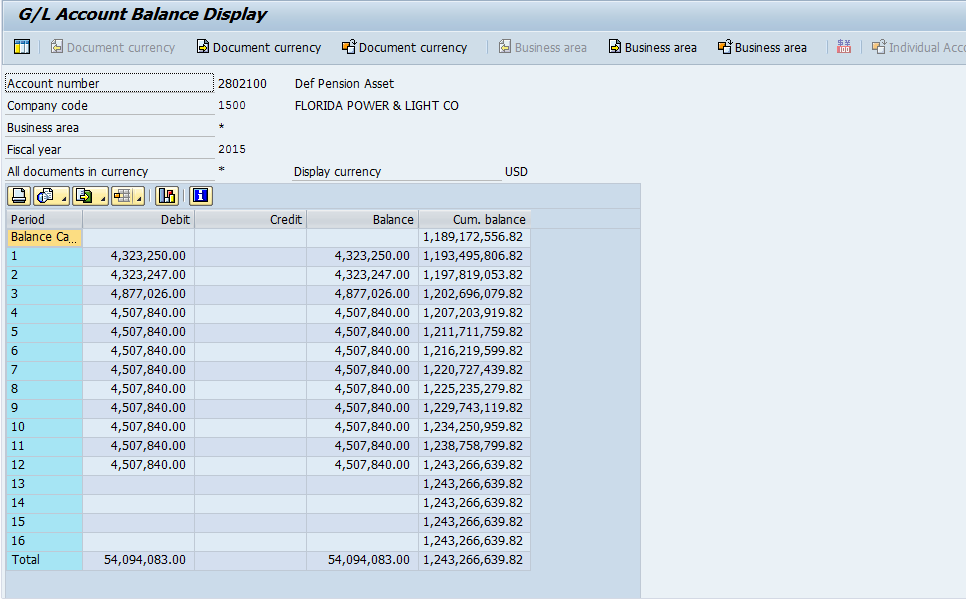 G/L Account Balance Display
Document currency Document currency Document currency Business area Business area Business area Individual Acco
Account number 2802100 Def Pension Asset
Company code 1500 FLORIDA POWER & LIGHT CO
Business area *
Fiscal year 2015
All documents in currency * Display currency USD
Period Debit Credit Balance Cum. balance
Balance Ca... 1,189,172,556.82
1 4,323,250.00 4,323,250.00 1,193,495,806.82
2 4,323,247.00 4,323,247.00 1,197,819,053.82
3 4,877,026.00 4,877,026.00 1,202,696,079.82
4 4,507,840.00 4,507,840.00 1,207,203,919.82
5 4,507,840.00 4,507,840.00 1,211,711,759.82
6 4,507,840.00 4,507,840.00 1,216,219,599.82
7 4,507,840.00 4,507,840.00 1,220,727,439.82
8 4,507,840.00 4,507,840.00 1,225,235,279.82
9 4,507,840.00 4,507,840.00 1,229,743,119.82
10 4,507,840.00 4,507,840.00 1,234,250,959.82
11 4,507,840.00 4,507,840.00 1,238,758,799.82
12 4,507,840.00 4,507,840.00 1,243,266,639.82
13 1,243,266,639.82
14 1,243,266,639.82
15 1,243,266,639.82
16 1,243,266,639.82
Total 54,094,083.00 54,094,083.00 1,243,266,639.82